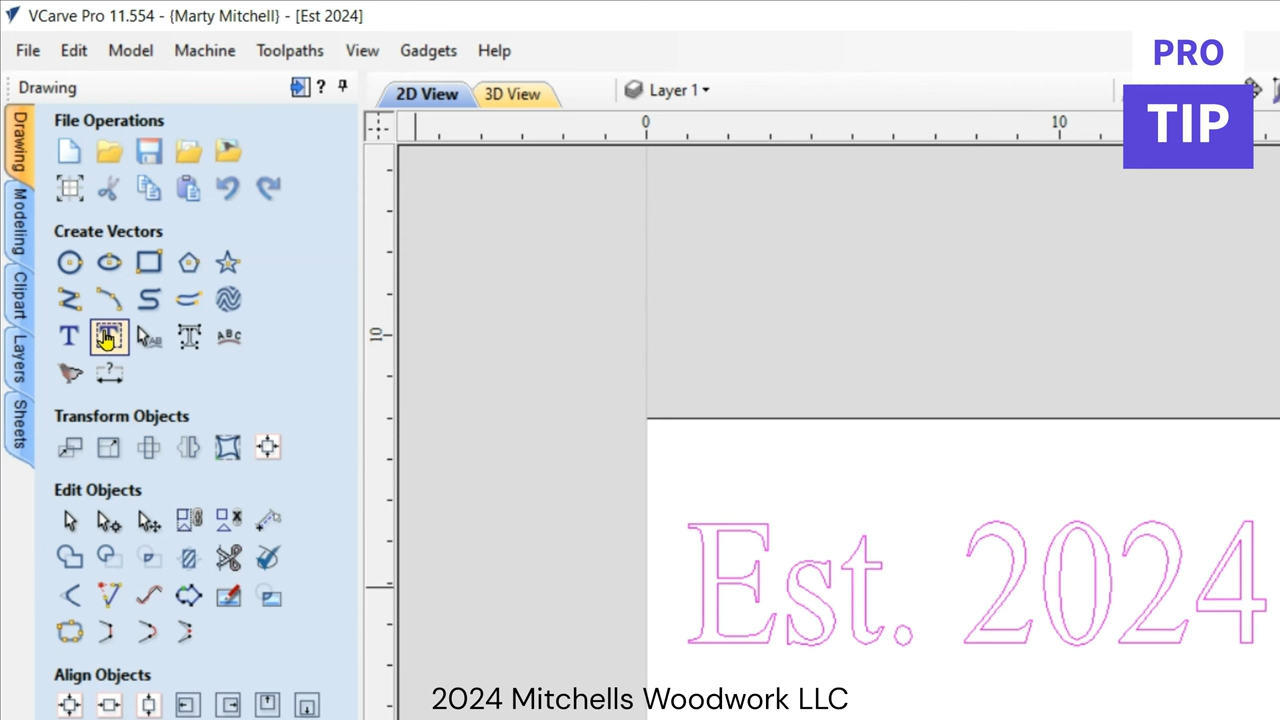 VCarve Pro 11.554 - {Marty Mitchell} - [Est 2024]
File Edit Model Machine Toolpaths View Gadgets Help
PRO
TIP
Drawing ?
2D View 3D View Layer 1
Drawing
Modeling
Clipart
Layers
Sheets
File Operations
Create Vectors
T T AB T ABC
?
Transform Objects
Edit Objects
Align Objects
0 10
10
Est. 2024
2024 Mitchells Woodwork LLC